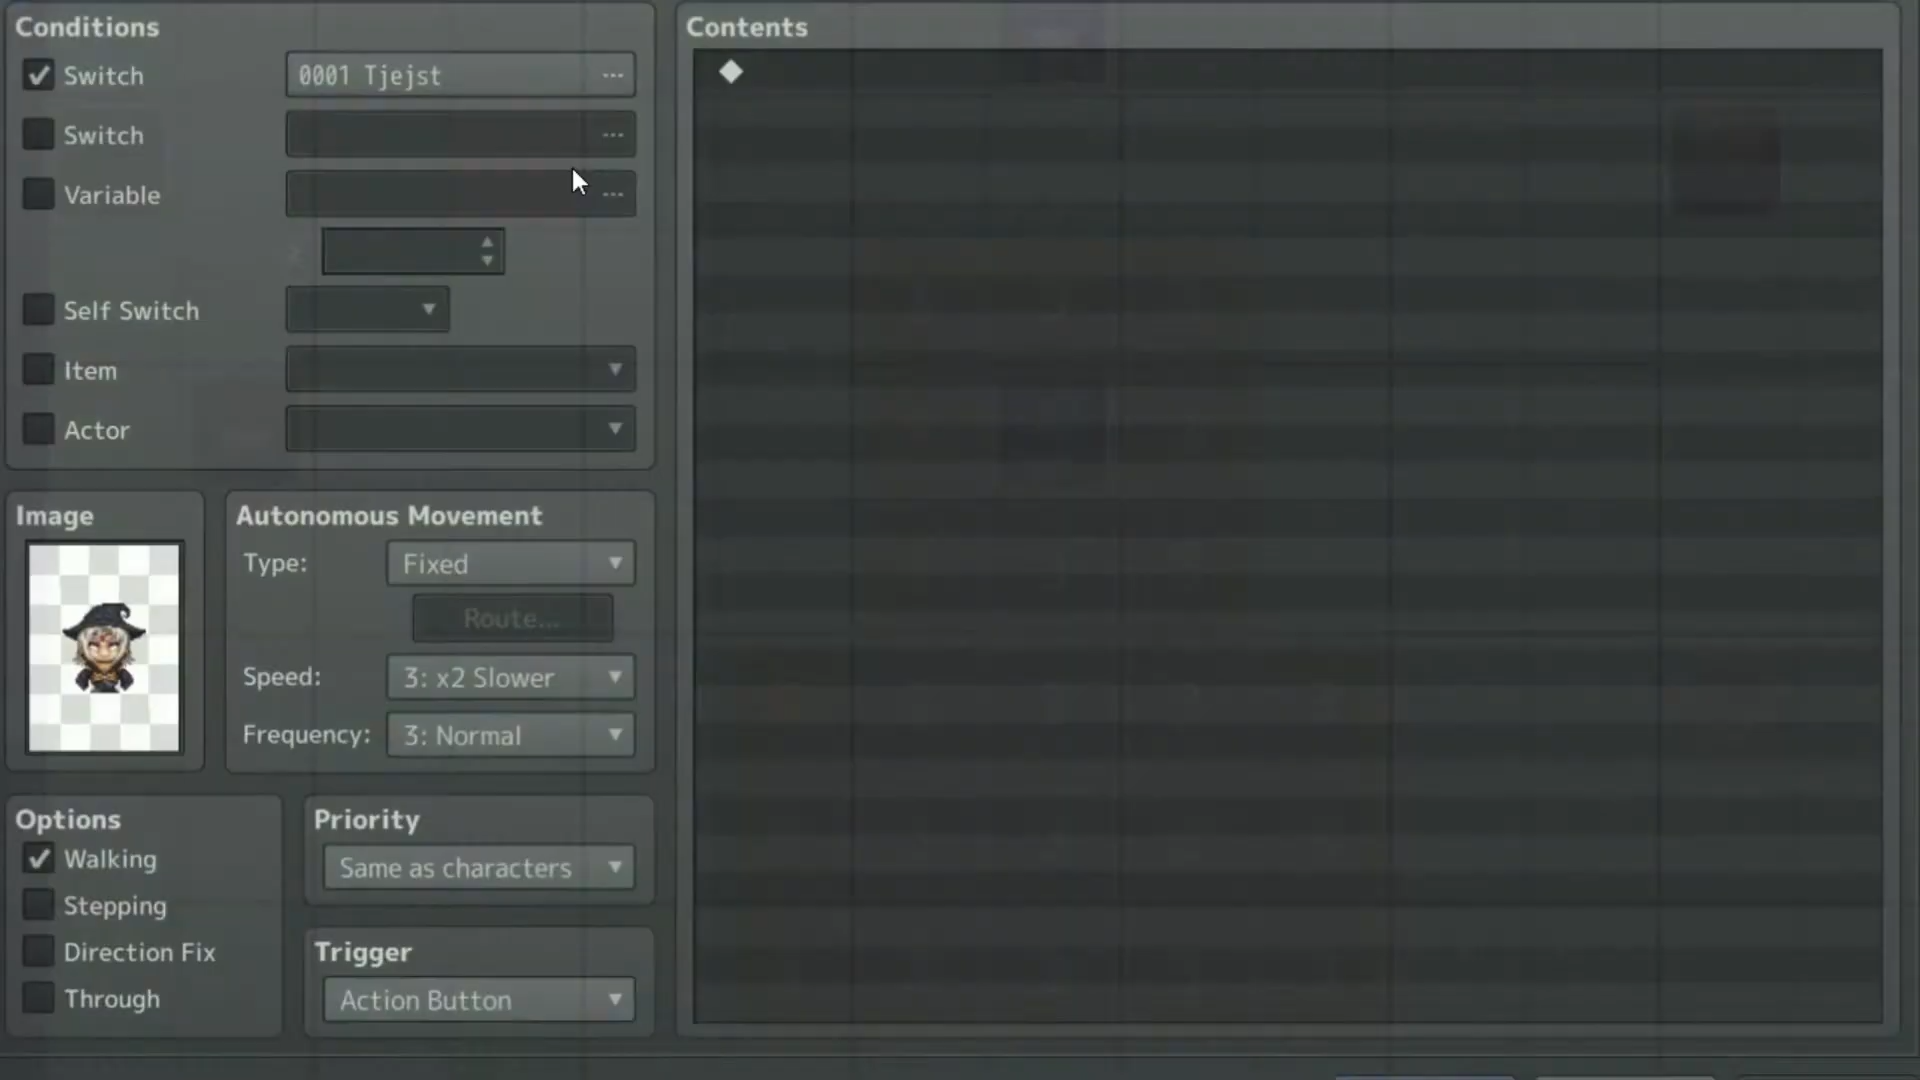 Conditions
Switch
0001 Tjejst
...
Switch
...
Variable
...
Self Switch
Item
Actor
Image
Autonomous Movement
Type:
Fixed
Route...
Speed:
3: x2 Slower
Frequency:
3: Normal
Options
Walking
Stepping
Direction Fix
Through
Priority
Same as characters
Trigger
Action Button
Contents